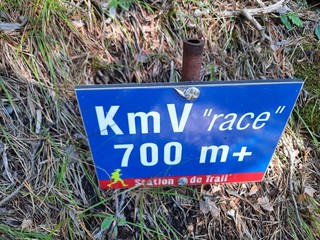 KmV "race"
700 m+
Station de Trail